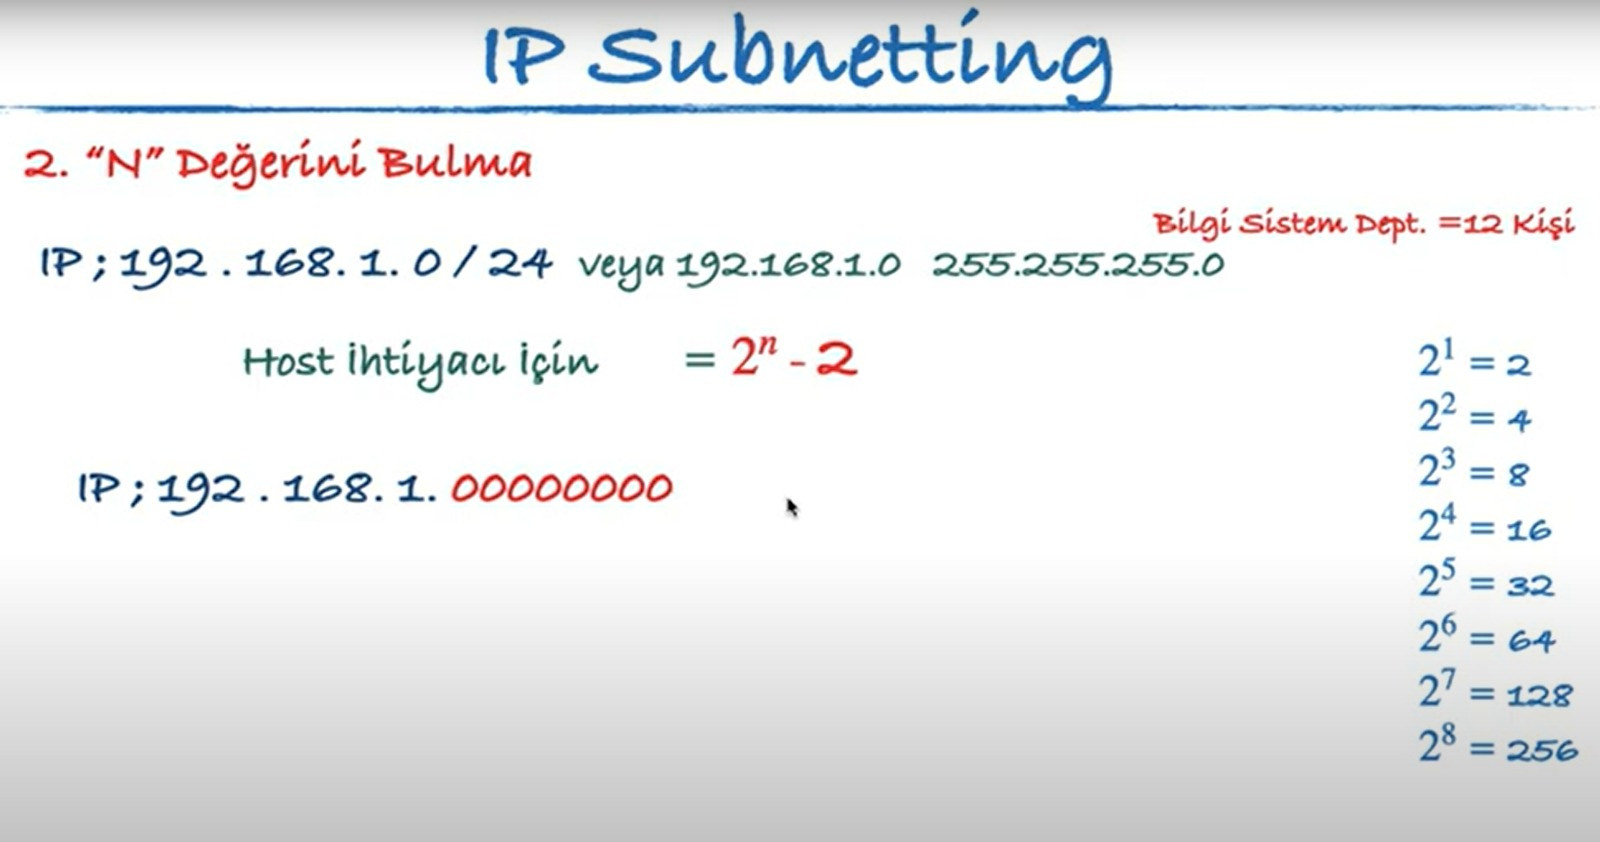 IP Subnetting
2. “N” Değerini Bulma
Bilgi Sistem Dept. =12 Kişi
IP ; 192 . 168. 1. 0 / 24 veya 192.168.1.0 255.255.255.0
Host İhtiyacı İçin = 2ⁿ - 2
IP ; 192 . 168. 1. 00000000
2¹ = 2
2² = 4
2³ = 8
2⁴ = 16
2⁵ = 32
2⁶ = 64
2⁷ = 128
2⁸ = 256